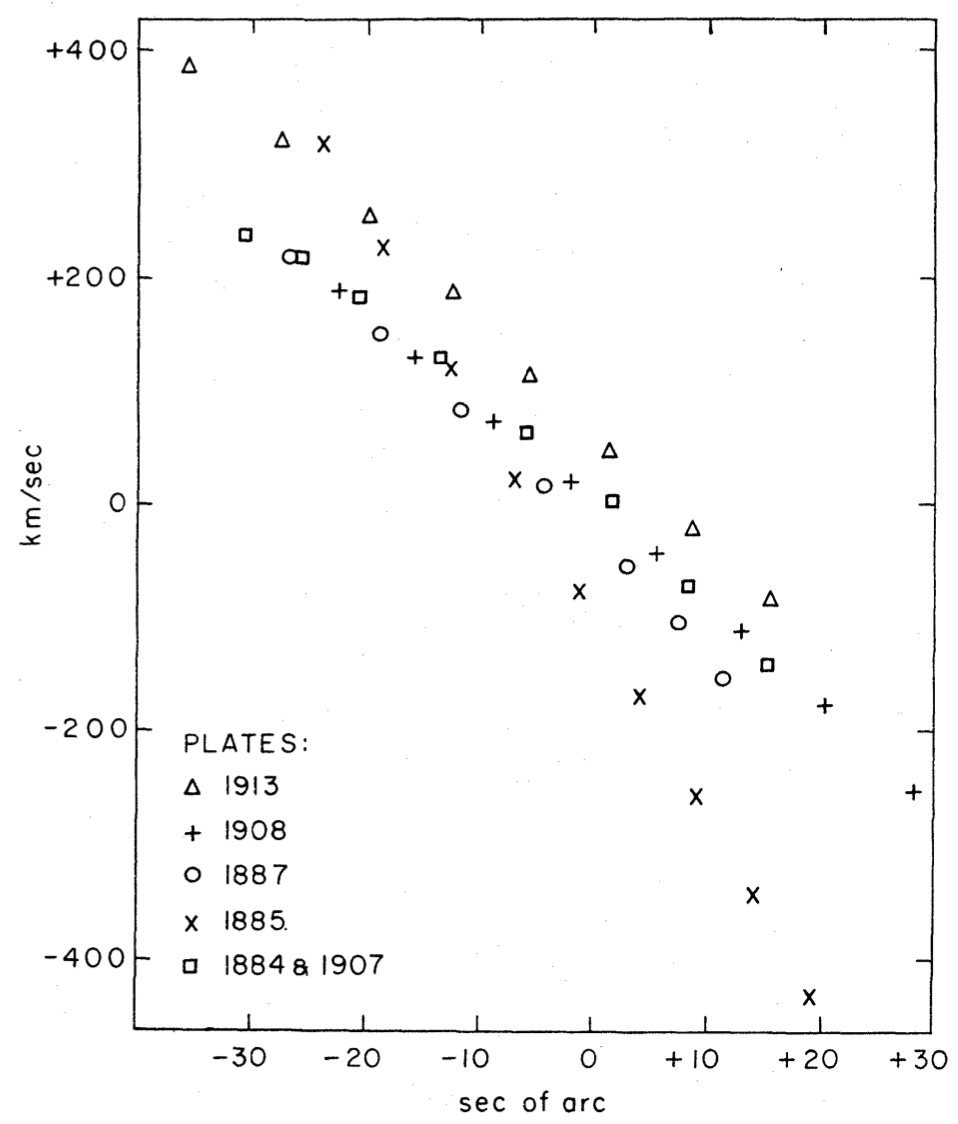 +400
+200
0
-200
-400
km/sec
PLATES:
△ 1913
+ 1908
○ 1887
x 1885.
□ 1884 & 1907
-30 -20 -10 0 +10 +20 +30
sec of arc